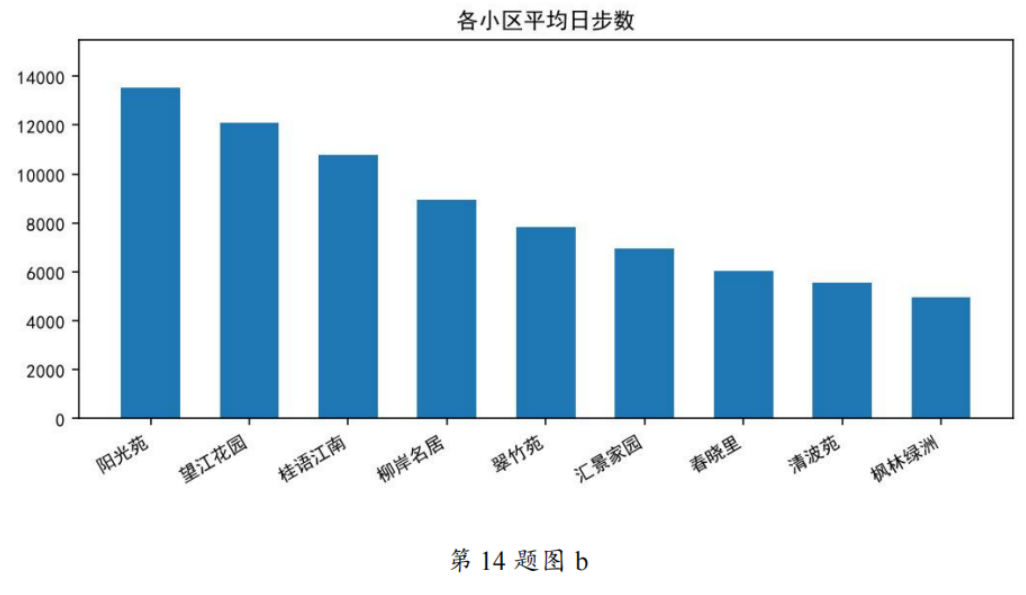 各小区平均日步数
14000
12000
10000
8000
6000
4000
2000
0
阳光苑
望江花园
桂语江南
柳岸名居
翠竹苑
汇景家园
春晓里
清波苑
枫林绿洲
第 14 题图 b